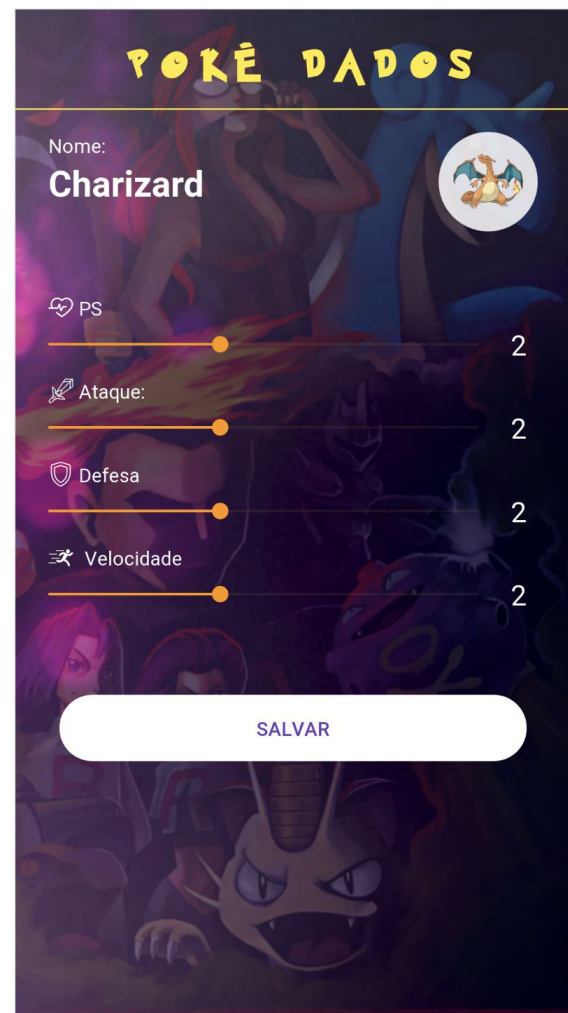 POKÉ DADOS
Nome:
Charizard
PS
2
Ataque:
2
Defesa
2
Velocidade
2
SALVAR
R